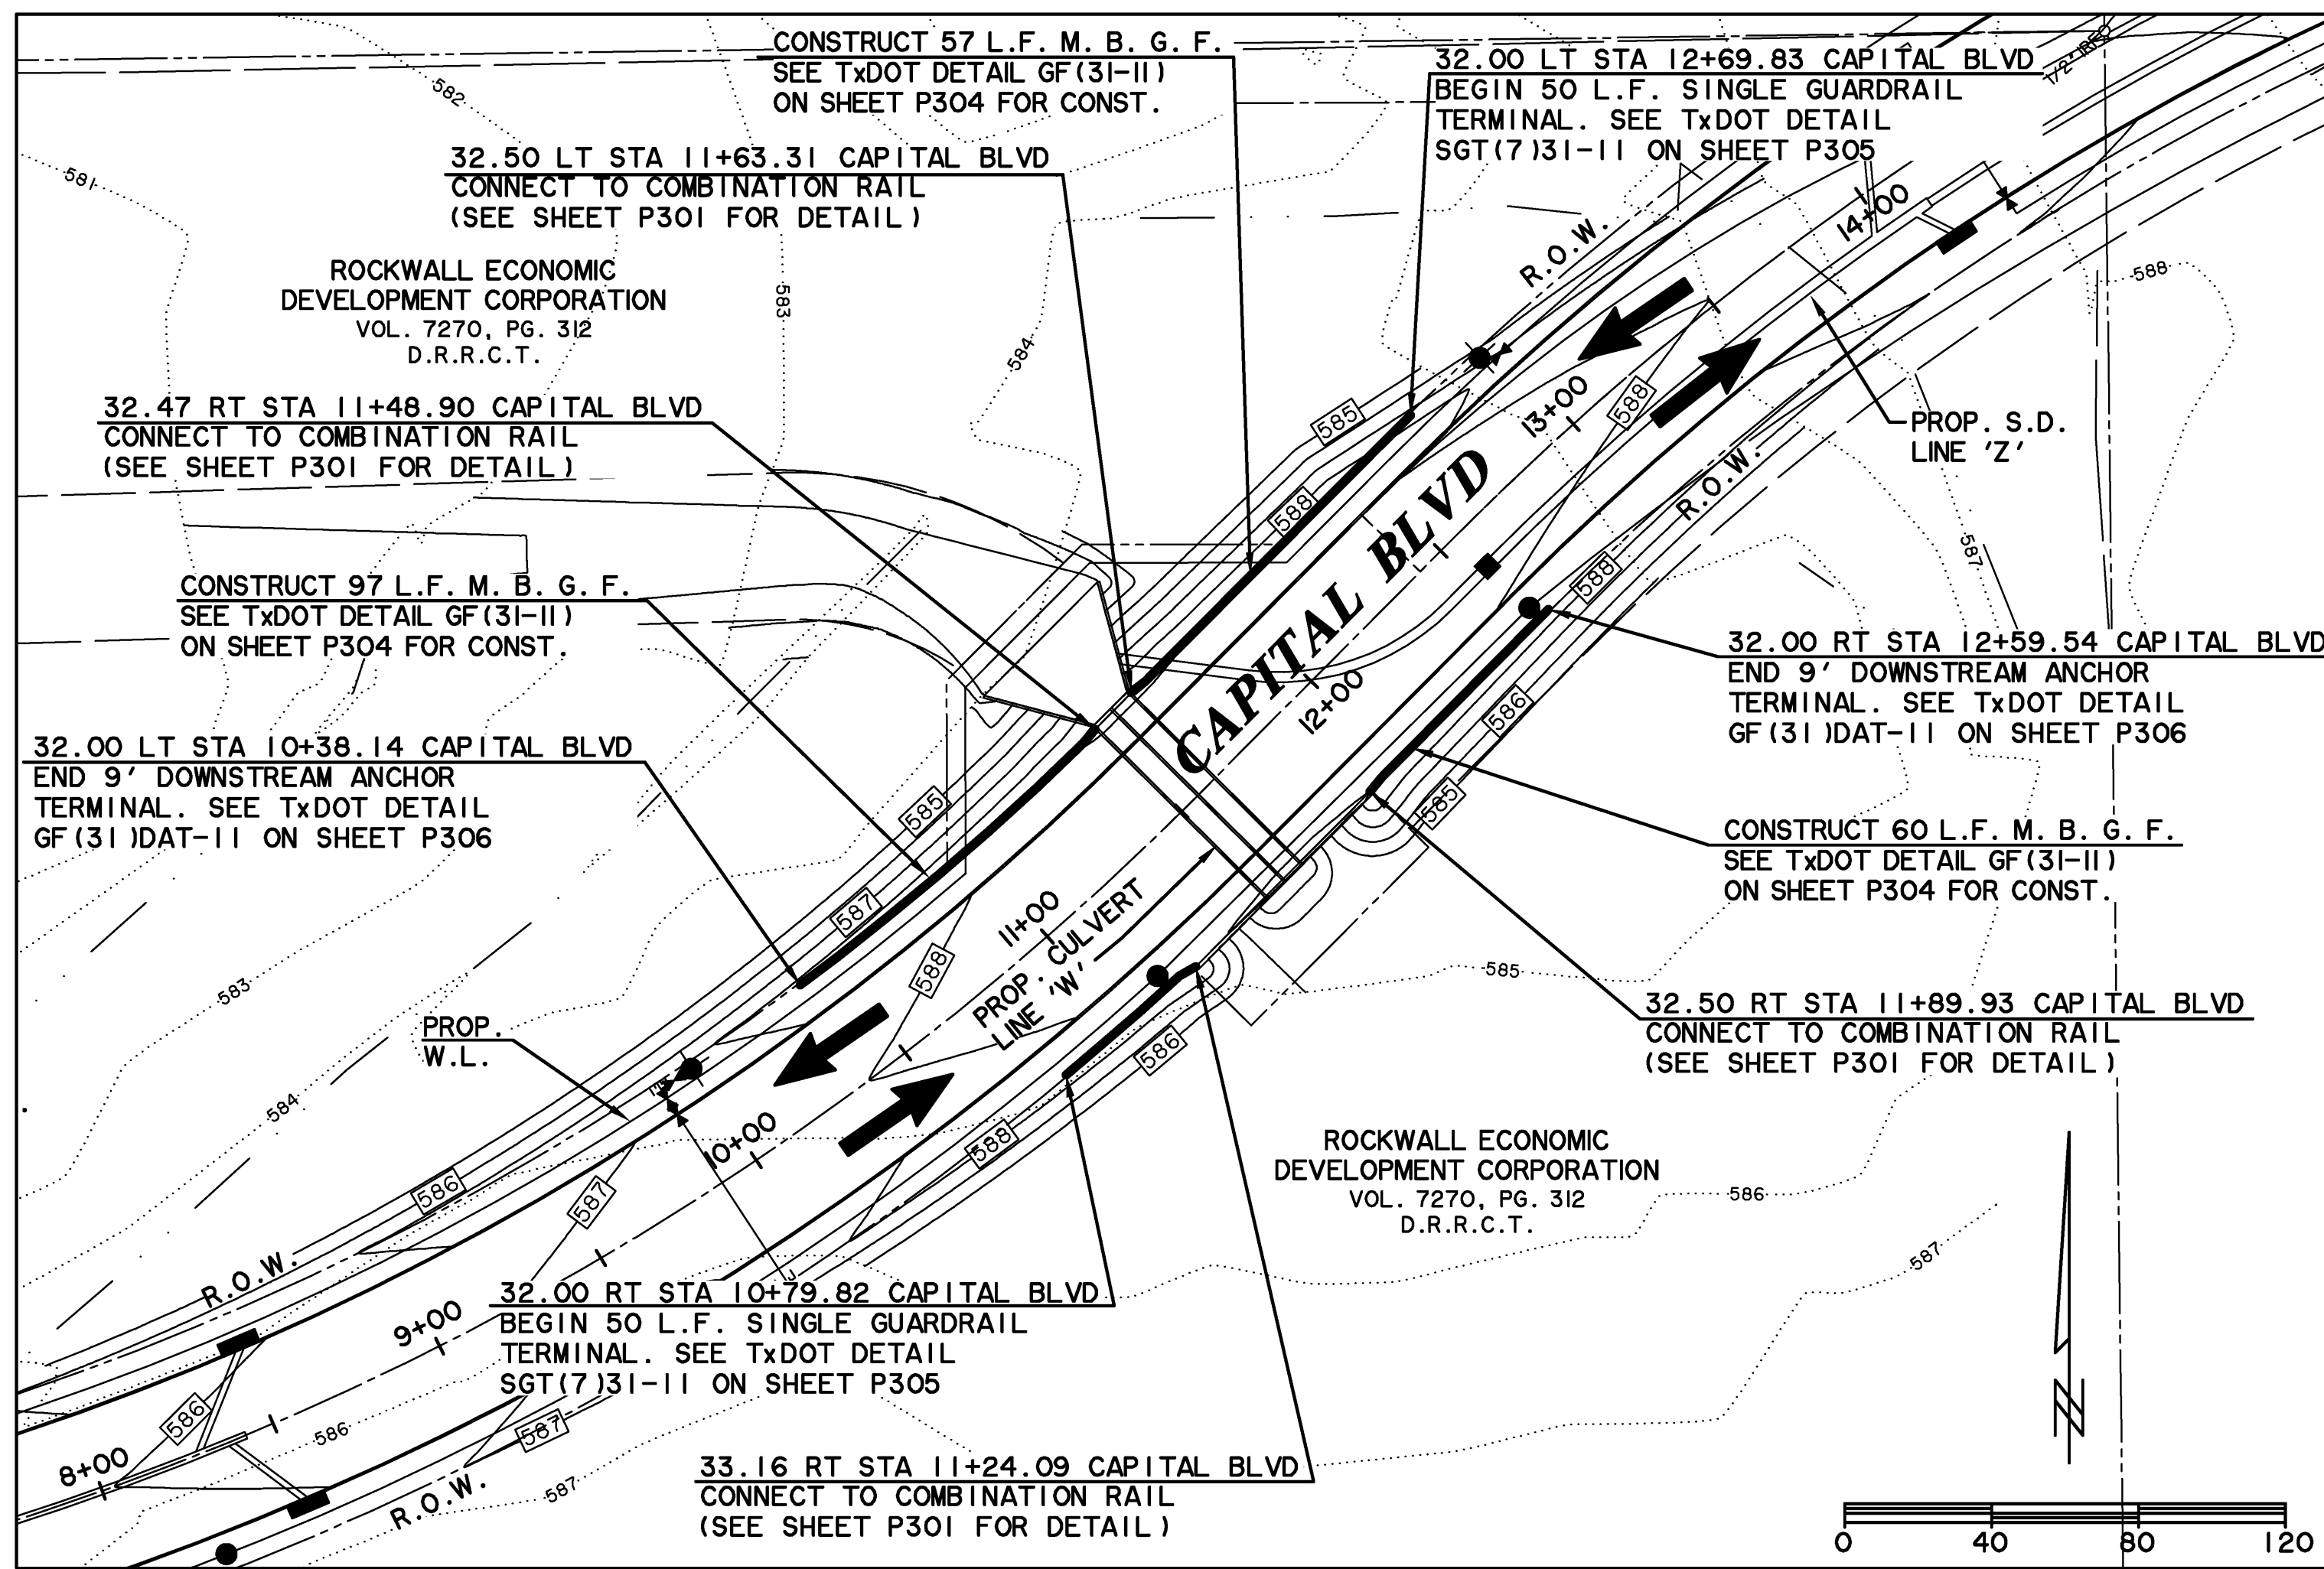 CONSTRUCT 57 L.F. M. B. G. F.
SEE TxDOT DETAIL GF(31-11)
ON SHEET P304 FOR CONST.
32.00 LT STA 12+69.83 CAPITAL BLVD
BEGIN 50 L.F. SINGLE GUARDRAIL
TERMINAL. SEE TxDOT DETAIL
SGT(7)31-11 ON SHEET P305
1/2" IRFC
582
581
32.50 LT STA 11+63.31 CAPITAL BLVD
CONNECT TO COMBINATION RAIL
(SEE SHEET P301 FOR DETAIL)
ROCKWALL ECONOMIC
DEVELOPMENT CORPORATION
VOL. 7270, PG. 312
D.R.R.C.T.
583
584
R.O.W.
14+00
588
32.47 RT STA 11+48.90 CAPITAL BLVD
CONNECT TO COMBINATION RAIL
(SEE SHEET P301 FOR DETAIL)
585
13+00
588
PROP. S.D.
LINE 'Z'
588
R.O.W.
CAPITAL BLVD
587
588
CONSTRUCT 97 L.F. M. B. G. F.
SEE TxDOT DETAIL GF(31-11)
ON SHEET P304 FOR CONST.
32.00 RT STA 12+59.54 CAPITAL BLVD
END 9' DOWNSTREAM ANCHOR
TERMINAL. SEE TxDOT DETAIL
GF(31)DAT-11 ON SHEET P306
12+00
586
32.00 LT STA 10+38.14 CAPITAL BLVD
END 9' DOWNSTREAM ANCHOR
TERMINAL. SEE TxDOT DETAIL
GF(31)DAT-11 ON SHEET P306
585
585
CONSTRUCT 60 L.F. M. B. G. F.
SEE TxDOT DETAIL GF(31-11)
ON SHEET P304 FOR CONST.
587
11+00
588
PROP. CULVERT
LINE 'W'
583
585
32.50 RT STA 11+89.93 CAPITAL BLVD
CONNECT TO COMBINATION RAIL
(SEE SHEET P301 FOR DETAIL)
PROP.
W.L.
586
584
10+00
588
ROCKWALL ECONOMIC
DEVELOPMENT CORPORATION
VOL. 7270, PG. 312
D.R.R.C.T.
586
587
586
587
R.O.W.
9+00
32.00 RT STA 10+79.82 CAPITAL BLVD
BEGIN 50 L.F. SINGLE GUARDRAIL
TERMINAL. SEE TxDOT DETAIL
SGT(7)31-11 ON SHEET P305
586
586
587
8+00
R.O.W.
587
33.16 RT STA 11+24.09 CAPITAL BLVD
CONNECT TO COMBINATION RAIL
(SEE SHEET P301 FOR DETAIL)
N
0 40 80 120